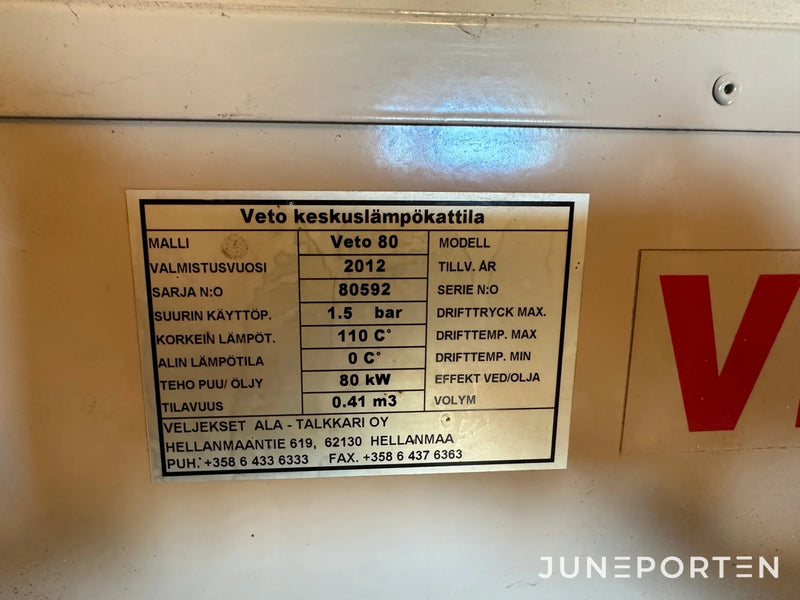 Veto keskuslämpökattila
MALLI Veto 80 MODELL
VALMISTUSVUOSI 2012 TILLV. ÅR
SARJA N:O 80592 SERIE N:O
SUURIN KÄYTTÖP. 1.5 bar DRIFTTRYCK MAX.
KORKEIN LÄMPÖT. 110 C° DRIFTTEMP. MAX
ALIN LÄMPÖTILA 0 C° DRIFTTEMP. MIN
TEHO PUU/ ÖLJY 80 kW EFFEKT VED/OLJA
TILAVUUS 0.41 m3 VOLYM
VELJEKSET ALA - TALKKARI OY
HELLANMAANTIE 619, 62130 HELLANMAA
PUH. +358 6 433 6333 FAX. +358 6 437 6363
JUNEPORTEN